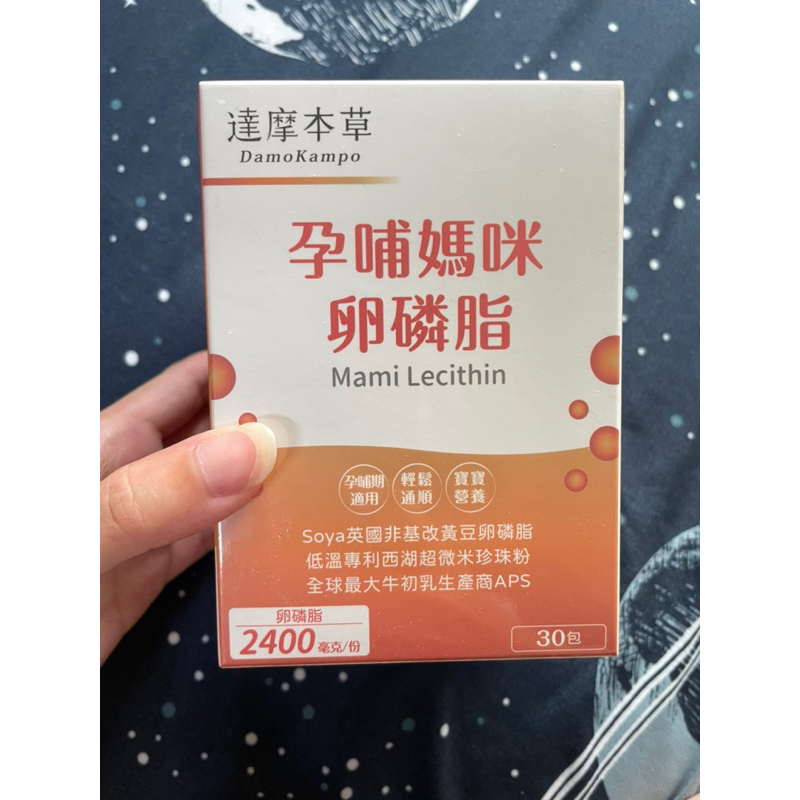 達摩本草
DamoKampo
孕哺媽咪
卵磷脂
Mami Lecithin
孕哺期
適用
輕鬆
通順
寶寶
營養
Soya英國非基改黃豆卵磷脂
低溫專利西湖超微米珍珠粉
全球最大牛初乳生產商APS
卵磷脂
2400毫克/份
30包